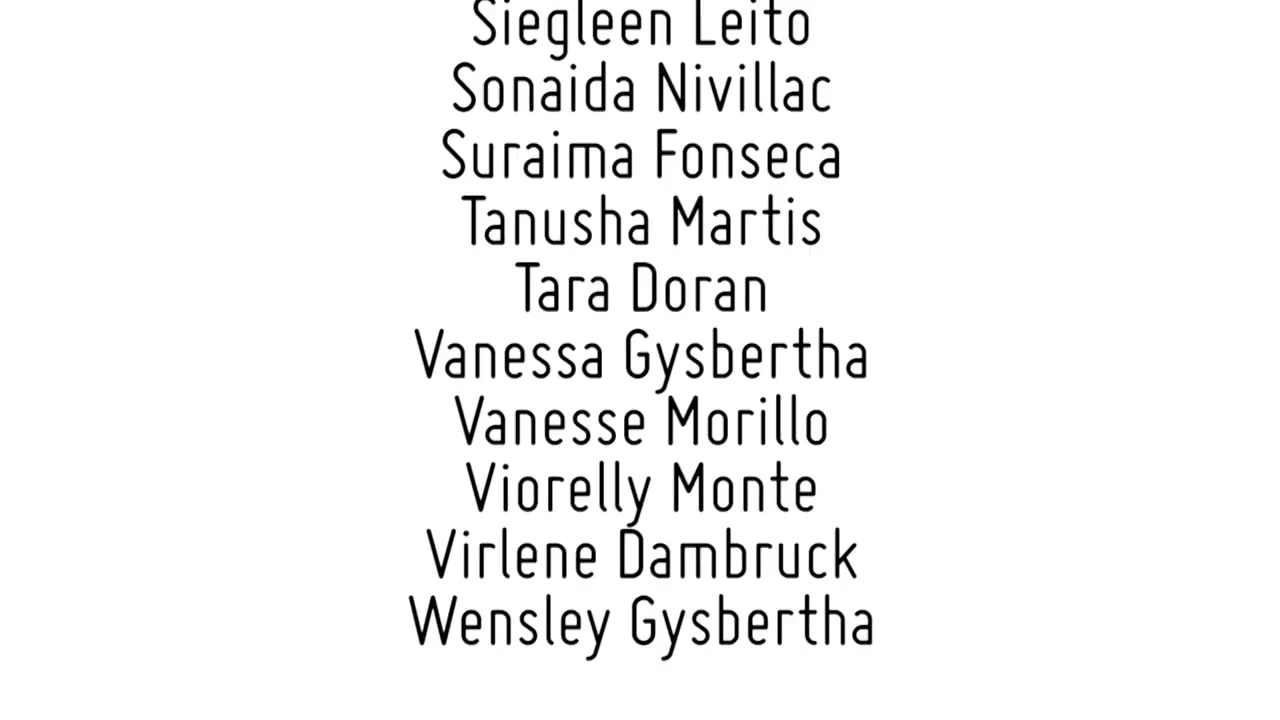 Siegleen Leito
Sonaida Nivillac
Suraima Fonseca
Tanusha Martis
Tara Doran
Vanessa Gysbertha
Vanesse Morillo
Viorelly Monte
Virlene Dambruck
Wensley Gysbertha